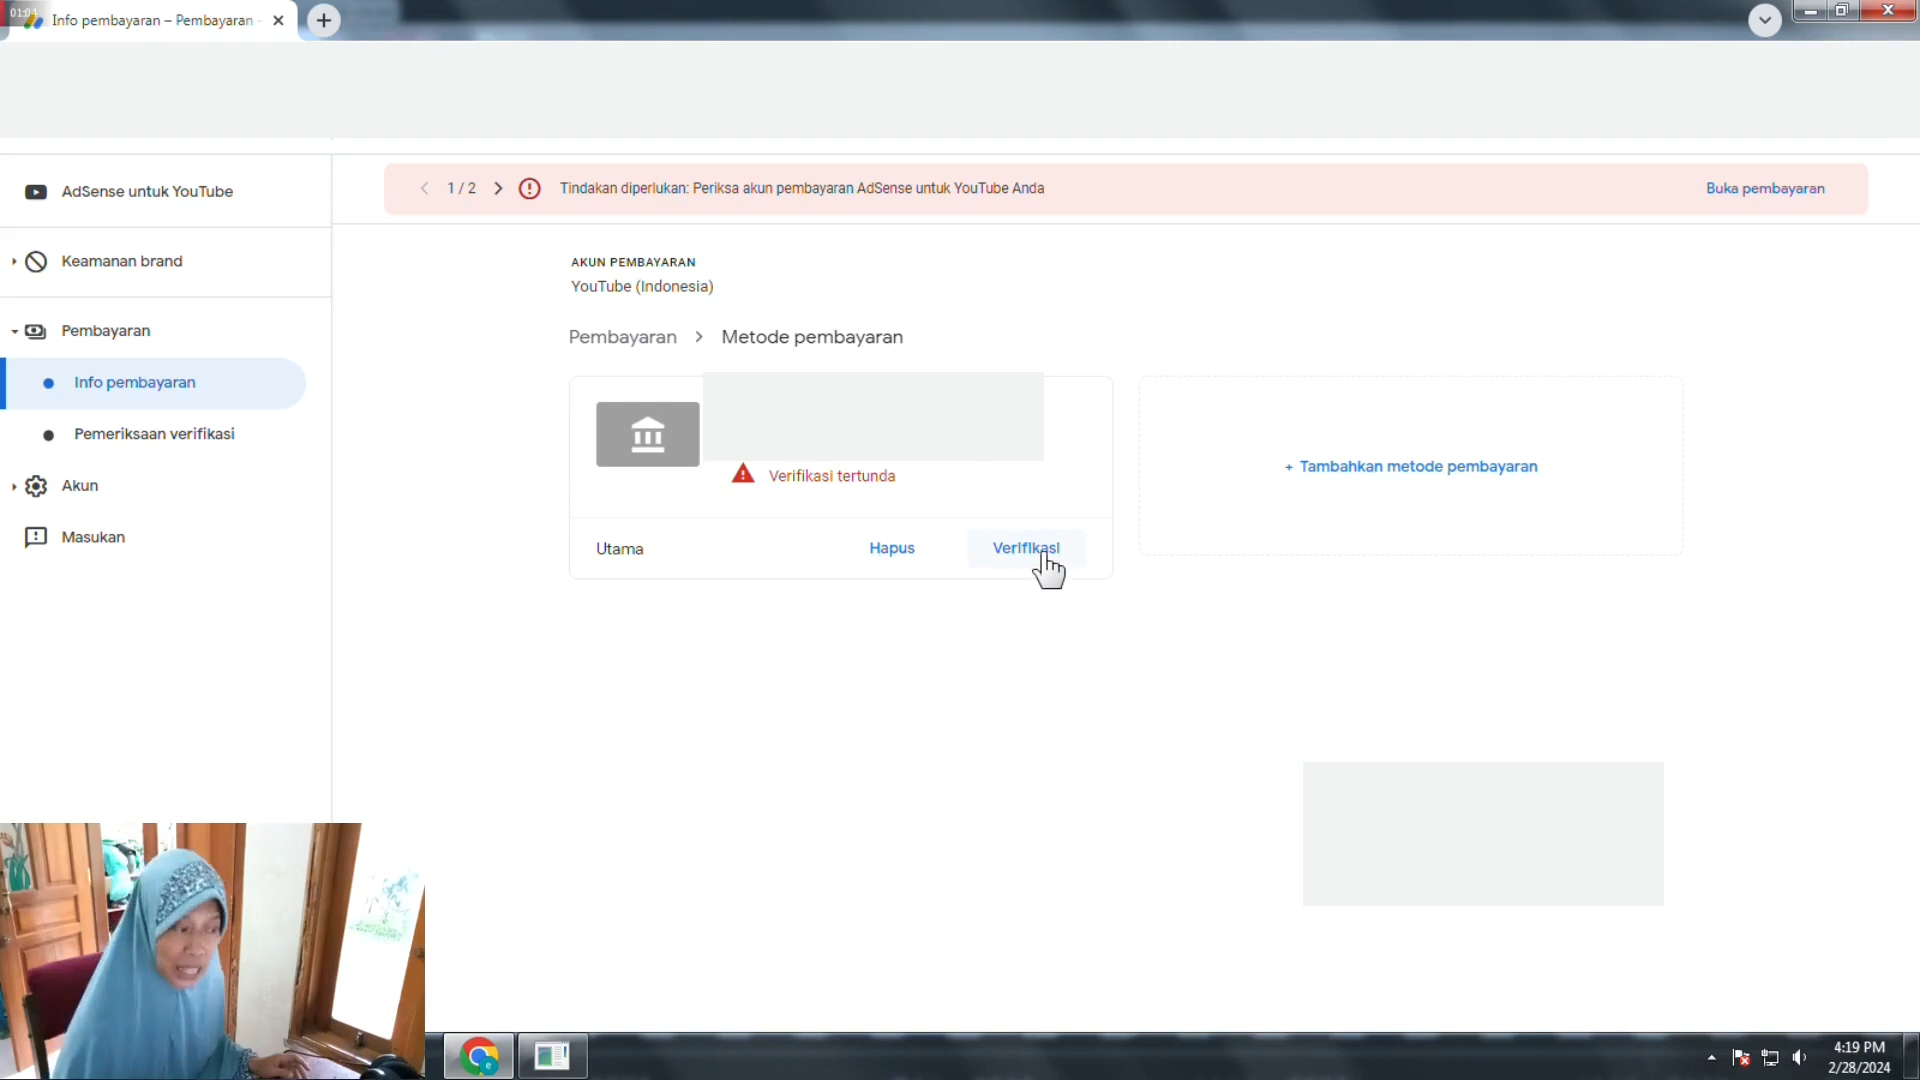 01:04
Info pembayaran – Pembayaran -
AdSense untuk YouTube
Keamanan brand
Pembayaran
Info pembayaran
Pemeriksaan verifikasi
Akun
Masukan
1 / 2
Tindakan diperlukan: Periksa akun pembayaran AdSense untuk YouTube Anda
Buka pembayaran
AKUN PEMBAYARAN
YouTube (Indonesia)
Pembayaran > Metode pembayaran
Verifikasi tertunda
Utama
Hapus
Verifikasi
+ Tambahkan metode pembayaran
4:19 PM
2/28/2024